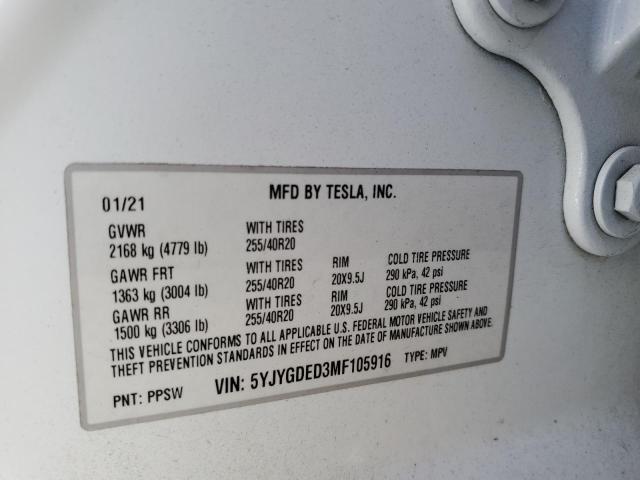 01/21 MFD BY TESLA, INC.
GVWR WITH TIRES
2168 kg (4779 lb) 255/40R20
GAWR FRT WITH TIRES RIM COLD TIRE PRESSURE
1363 kg (3004 lb) 255/40R20 20X9.5J 290 kPa, 42 psi
GAWR RR WITH TIRES RIM COLD TIRE PRESSURE
1500 kg (3306 lb) 255/40R20 20X9.5J 290 kPa, 42 psi
THIS VEHICLE CONFORMS TO ALL APPLICABLE U.S. FEDERAL MOTOR VEHICLE SAFETY AND
THEFT PREVENTION STANDARDS IN EFFECT ON THE DATE OF MANUFACTURE SHOWN ABOVE.
PNT: PPSW VIN: 5YJYGDED3MF105916 TYPE: MPV